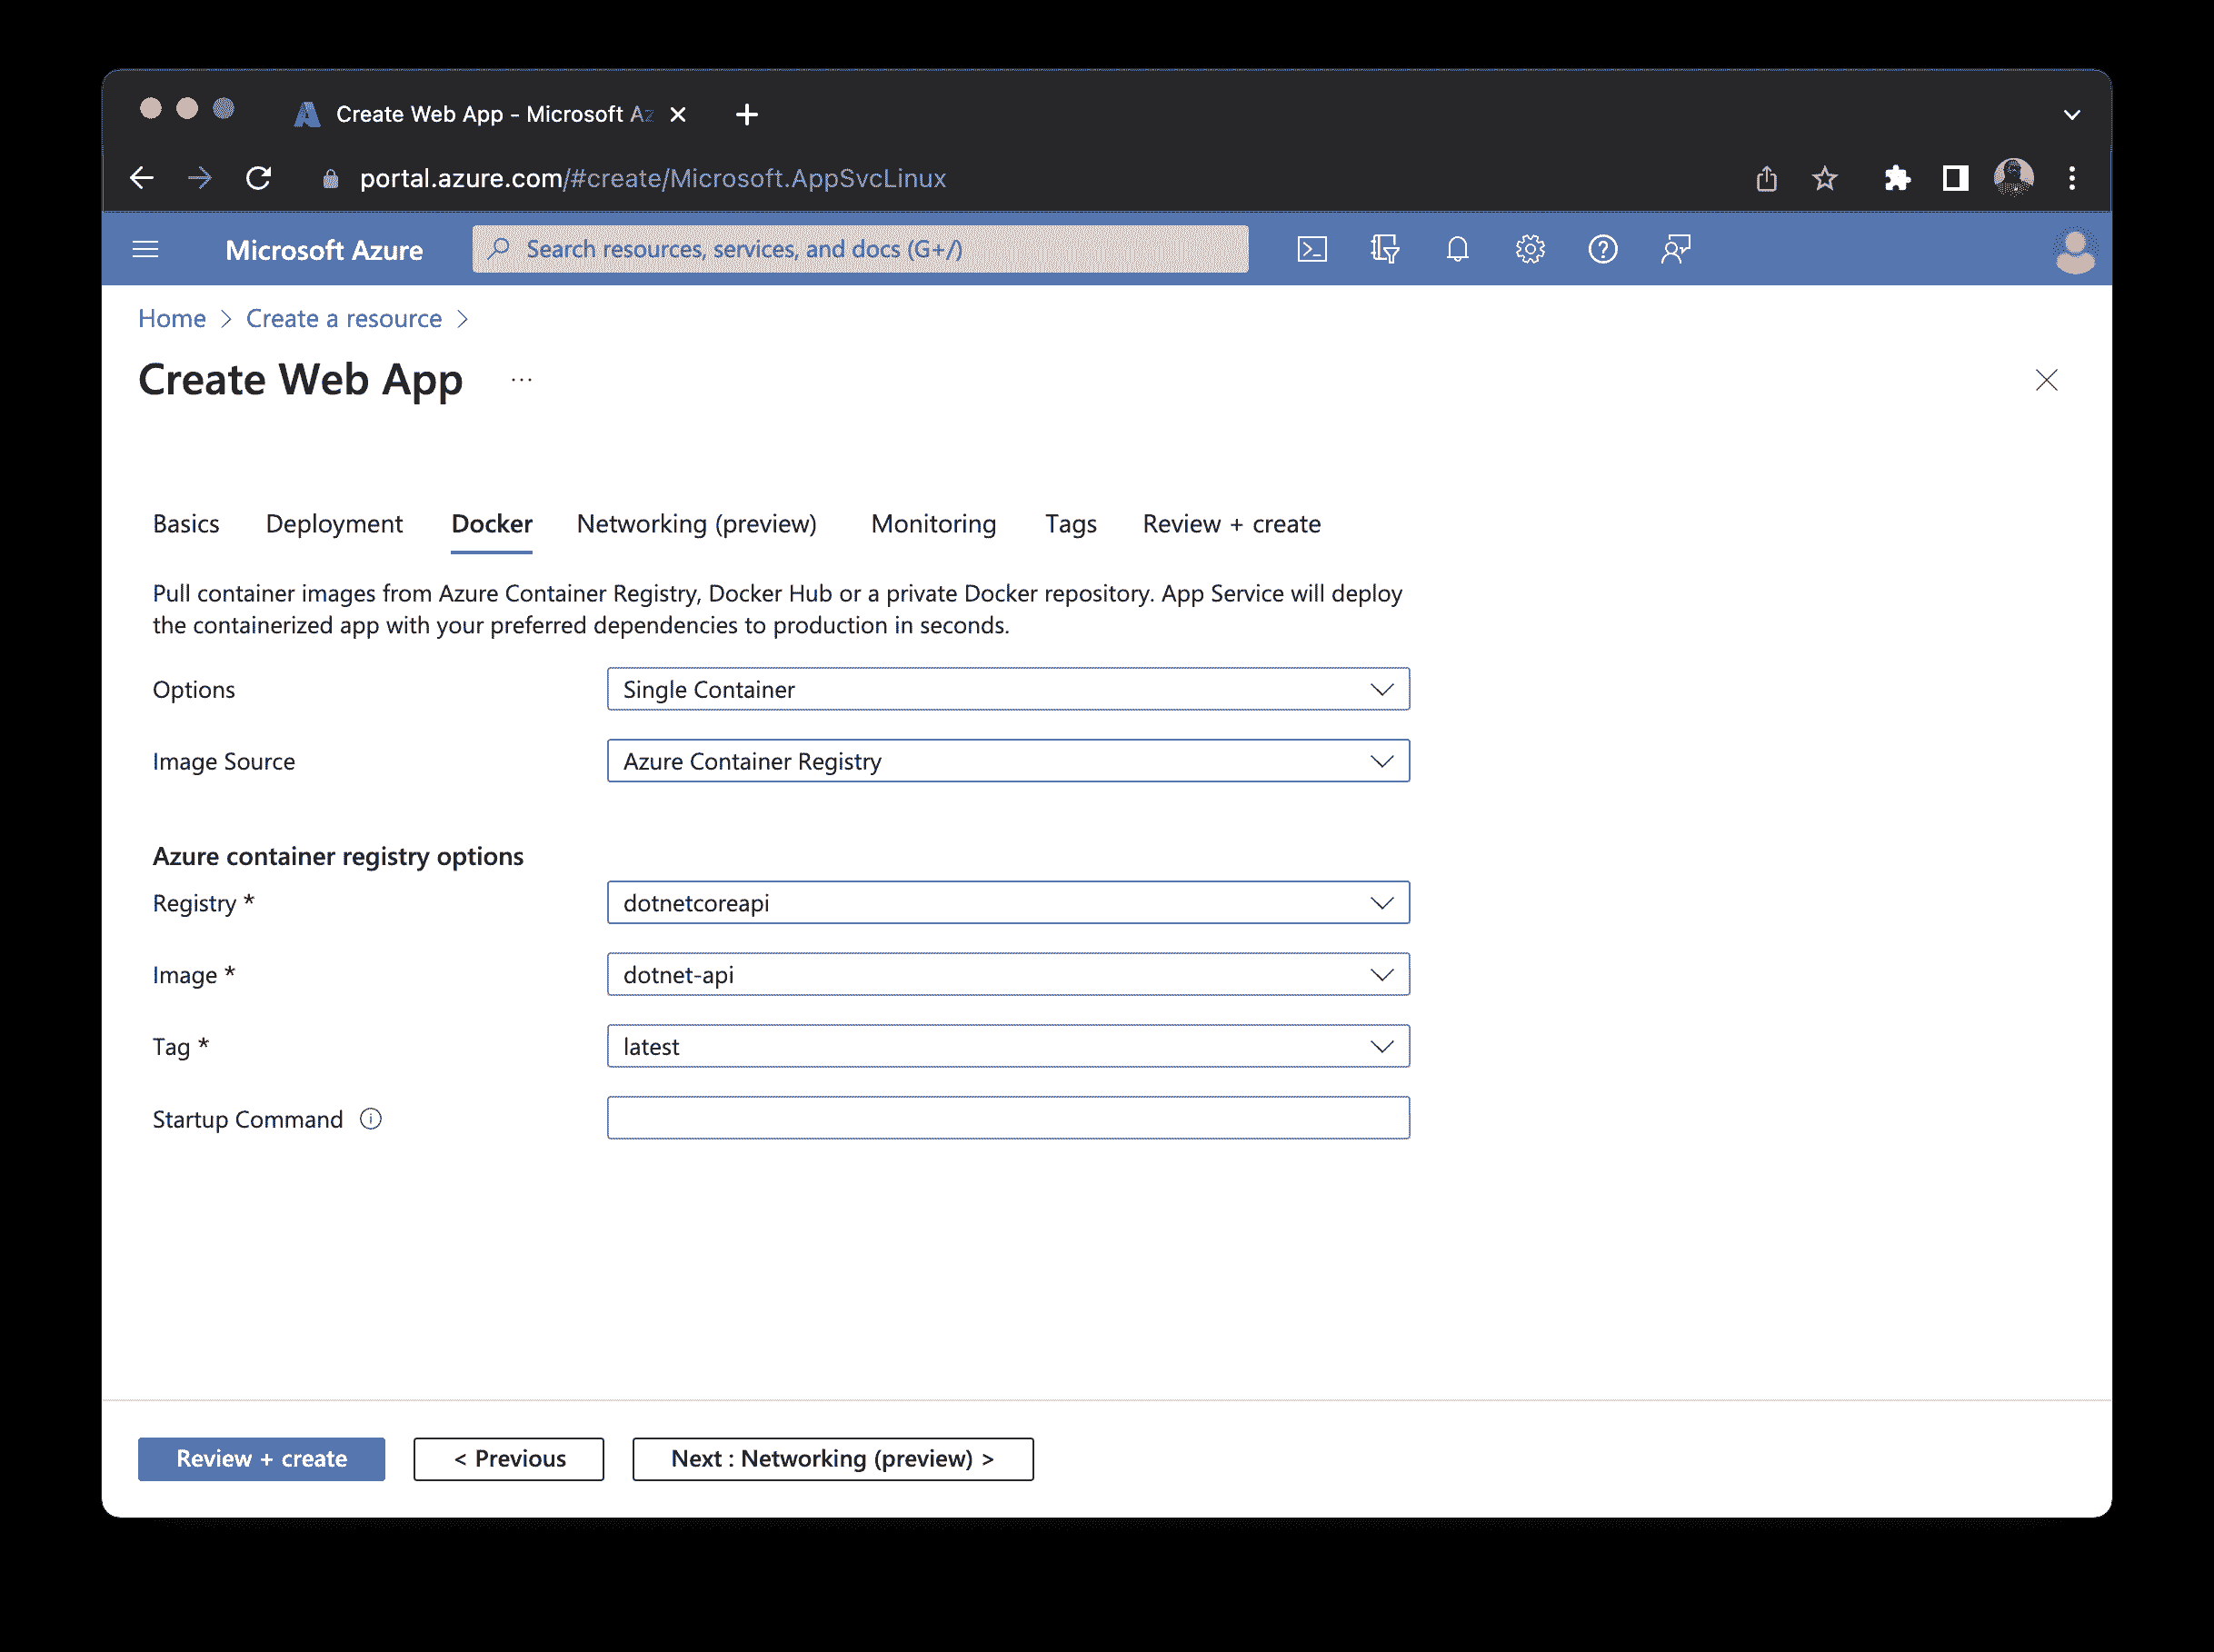 Create Web App - Microsoft Az
portal.azure.com/#create/Microsoft.AppSvcLinux
Microsoft Azure
Search resources, services, and docs (G+/)
Home > Create a resource >
Create Web App ...
Basics Deployment Docker Networking (preview) Monitoring Tags Review + create
Pull container images from Azure Container Registry, Docker Hub or a private Docker repository. App Service will deploy
the containerized app with your preferred dependencies to production in seconds.
Options Single Container
Image Source Azure Container Registry
Azure container registry options
Registry * dotnetcoreapi
Image * dotnet-api
Tag * latest
Startup Command
Review + create < Previous Next : Networking (preview) >